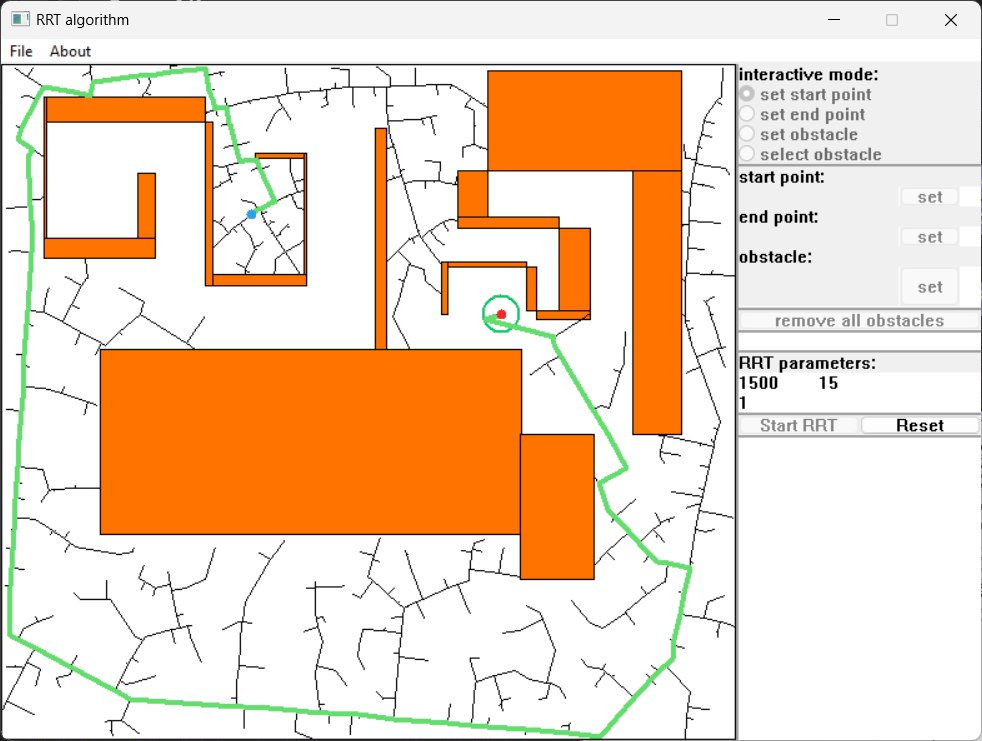 RRT algorithm
File About
interactive mode:
set start point
set end point
set obstacle
select obstacle
start point:
set
end point:
set
obstacle:
set
remove all obstacles
RRT parameters:
1500 15
1
Start RRT Reset